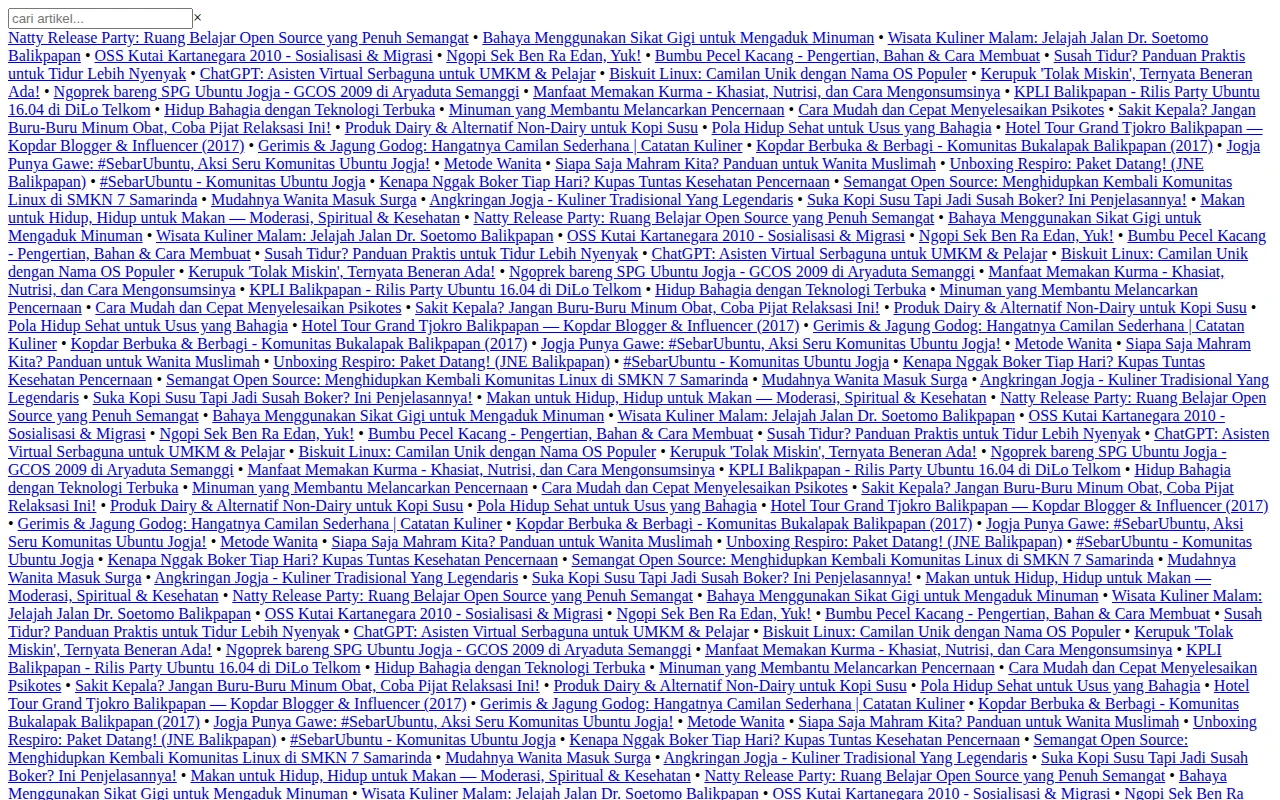 cari artikel... ×
Natty Release Party: Ruang Belajar Open Source yang Penuh Semangat • Bahaya Menggunakan Sikat Gigi untuk Mengaduk Minuman • Wisata Kuliner Malam: Jelajah Jalan Dr. Soetomo
Balikpapan • OSS Kutai Kartanegara 2010 - Sosialisasi & Migrasi • Ngopi Sek Ben Ra Edan, Yuk! • Bumbu Pecel Kacang - Pengertian, Bahan & Cara Membuat • Susah Tidur? Panduan Praktis
untuk Tidur Lebih Nyenyak • ChatGPT: Asisten Virtual Serbaguna untuk UMKM & Pelajar • Biskuit Linux: Camilan Unik dengan Nama OS Populer • Kerupuk 'Tolak Miskin', Ternyata Beneran
Ada! • Ngoprek bareng SPG Ubuntu Jogja - GCOS 2009 di Aryaduta Semanggi • Manfaat Memakan Kurma - Khasiat, Nutrisi, dan Cara Mengonsumsinya • KPLI Balikpapan - Rilis Party Ubuntu
16.04 di DiLo Telkom • Hidup Bahagia dengan Teknologi Terbuka • Minuman yang Membantu Melancarkan Pencernaan • Cara Mudah dan Cepat Menyelesaikan Psikotes • Sakit Kepala? Jangan
Buru-Buru Minum Obat, Coba Pijat Relaksasi Ini! • Produk Dairy & Alternatif Non-Dairy untuk Kopi Susu • Pola Hidup Sehat untuk Usus yang Bahagia • Hotel Tour Grand Tjokro Balikpapan —
Kopdar Blogger & Influencer (2017) • Gerimis & Jagung Godog: Hangatnya Camilan Sederhana | Catatan Kuliner • Kopdar Berbuka & Berbagi - Komunitas Bukalapak Balikpapan (2017) • Jogja
Punya Gawe: #SebarUbuntu, Aksi Seru Komunitas Ubuntu Jogja! • Metode Wanita • Siapa Saja Mahram Kita? Panduan untuk Wanita Muslimah • Unboxing Respiro: Paket Datang! (JNE
Balikpapan) • #SebarUbuntu - Komunitas Ubuntu Jogja • Kenapa Nggak Boker Tiap Hari? Kupas Tuntas Kesehatan Pencernaan • Semangat Open Source: Menghidupkan Kembali Komunitas
Linux di SMKN 7 Samarinda • Mudahnya Wanita Masuk Surga • Angkringan Jogja - Kuliner Tradisional Yang Legendaris • Suka Kopi Susu Tapi Jadi Susah Boker? Ini Penjelasannya! • Makan
untuk Hidup, Hidup untuk Makan — Moderasi, Spiritual & Kesehatan • Natty Release Party: Ruang Belajar Open Source yang Penuh Semangat • Bahaya Menggunakan Sikat Gigi untuk
Mengaduk Minuman • Wisata Kuliner Malam: Jelajah Jalan Dr. Soetomo Balikpapan • OSS Kutai Kartanegara 2010 - Sosialisasi & Migrasi • Ngopi Sek Ben Ra Edan, Yuk! • Bumbu Pecel Kacang
- Pengertian, Bahan & Cara Membuat • Susah Tidur? Panduan Praktis untuk Tidur Lebih Nyenyak • ChatGPT: Asisten Virtual Serbaguna untuk UMKM & Pelajar • Biskuit Linux: Camilan Unik
dengan Nama OS Populer • Kerupuk 'Tolak Miskin', Ternyata Beneran Ada! • Ngoprek bareng SPG Ubuntu Jogja - GCOS 2009 di Aryaduta Semanggi • Manfaat Memakan Kurma - Khasiat,
Nutrisi, dan Cara Mengonsumsinya • KPLI Balikpapan - Rilis Party Ubuntu 16.04 di DiLo Telkom • Hidup Bahagia dengan Teknologi Terbuka • Minuman yang Membantu Melancarkan
Pencernaan • Cara Mudah dan Cepat Menyelesaikan Psikotes • Sakit Kepala? Jangan Buru-Buru Minum Obat, Coba Pijat Relaksasi Ini! • Produk Dairy & Alternatif Non-Dairy untuk Kopi Susu •
Pola Hidup Sehat untuk Usus yang Bahagia • Hotel Tour Grand Tjokro Balikpapan — Kopdar Blogger & Influencer (2017) • Gerimis & Jagung Godog: Hangatnya Camilan Sederhana | Catatan
Kuliner • Kopdar Berbuka & Berbagi - Komunitas Bukalapak Balikpapan (2017) • Jogja Punya Gawe: #SebarUbuntu, Aksi Seru Komunitas Ubuntu Jogja! • Metode Wanita • Siapa Saja Mahram
Kita? Panduan untuk Wanita Muslimah • Unboxing Respiro: Paket Datang! (JNE Balikpapan) • #SebarUbuntu - Komunitas Ubuntu Jogja • Kenapa Nggak Boker Tiap Hari? Kupas Tuntas
Kesehatan Pencernaan • Semangat Open Source: Menghidupkan Kembali Komunitas Linux di SMKN 7 Samarinda • Mudahnya Wanita Masuk Surga • Angkringan Jogja - Kuliner Tradisional Yang
Legendaris • Suka Kopi Susu Tapi Jadi Susah Boker? Ini Penjelasannya! • Makan untuk Hidup, Hidup untuk Makan — Moderasi, Spiritual & Kesehatan • Natty Release Party: Ruang Belajar Open
Source yang Penuh Semangat • Bahaya Menggunakan Sikat Gigi untuk Mengaduk Minuman • Wisata Kuliner Malam: Jelajah Jalan Dr. Soetomo Balikpapan • OSS Kutai Kartanegara 2010 -
Sosialisasi & Migrasi • Ngopi Sek Ben Ra Edan, Yuk! • Bumbu Pecel Kacang - Pengertian, Bahan & Cara Membuat • Susah Tidur? Panduan Praktis untuk Tidur Lebih Nyenyak • ChatGPT: Asisten
Virtual Serbaguna untuk UMKM & Pelajar • Biskuit Linux: Camilan Unik dengan Nama OS Populer • Kerupuk 'Tolak Miskin', Ternyata Beneran Ada! • Ngoprek bareng SPG Ubuntu Jogja -
GCOS 2009 di Aryaduta Semanggi • Manfaat Memakan Kurma - Khasiat, Nutrisi, dan Cara Mengonsumsinya • KPLI Balikpapan - Rilis Party Ubuntu 16.04 di DiLo Telkom • Hidup Bahagia
dengan Teknologi Terbuka • Minuman yang Membantu Melancarkan Pencernaan • Cara Mudah dan Cepat Menyelesaikan Psikotes • Sakit Kepala? Jangan Buru-Buru Minum Obat, Coba Pijat
Relaksasi Ini! • Produk Dairy & Alternatif Non-Dairy untuk Kopi Susu • Pola Hidup Sehat untuk Usus yang Bahagia • Hotel Tour Grand Tjokro Balikpapan — Kopdar Blogger & Influencer (2017)
• Gerimis & Jagung Godog: Hangatnya Camilan Sederhana | Catatan Kuliner • Kopdar Berbuka & Berbagi - Komunitas Bukalapak Balikpapan (2017) • Jogja Punya Gawe: #SebarUbuntu, Aksi
Seru Komunitas Ubuntu Jogja! • Metode Wanita • Siapa Saja Mahram Kita? Panduan untuk Wanita Muslimah • Unboxing Respiro: Paket Datang! (JNE Balikpapan) • #SebarUbuntu - Komunitas
Ubuntu Jogja • Kenapa Nggak Boker Tiap Hari? Kupas Tuntas Kesehatan Pencernaan • Semangat Open Source: Menghidupkan Kembali Komunitas Linux di SMKN 7 Samarinda • Mudahnya
Wanita Masuk Surga • Angkringan Jogja - Kuliner Tradisional Yang Legendaris • Suka Kopi Susu Tapi Jadi Susah Boker? Ini Penjelasannya! • Makan untuk Hidup, Hidup untuk Makan —
Moderasi, Spiritual & Kesehatan • Natty Release Party: Ruang Belajar Open Source yang Penuh Semangat • Bahaya Menggunakan Sikat Gigi untuk Mengaduk Minuman • Wisata Kuliner Malam:
Jelajah Jalan Dr. Soetomo Balikpapan • OSS Kutai Kartanegara 2010 - Sosialisasi & Migrasi • Ngopi Sek Ben Ra Edan, Yuk! • Bumbu Pecel Kacang - Pengertian, Bahan & Cara Membuat • Susah
Tidur? Panduan Praktis untuk Tidur Lebih Nyenyak • ChatGPT: Asisten Virtual Serbaguna untuk UMKM & Pelajar • Biskuit Linux: Camilan Unik dengan Nama OS Populer • Kerupuk 'Tolak
Miskin', Ternyata Beneran Ada! • Ngoprek bareng SPG Ubuntu Jogja - GCOS 2009 di Aryaduta Semanggi • Manfaat Memakan Kurma - Khasiat, Nutrisi, dan Cara Mengonsumsinya • KPLI
Balikpapan - Rilis Party Ubuntu 16.04 di DiLo Telkom • Hidup Bahagia dengan Teknologi Terbuka • Minuman yang Membantu Melancarkan Pencernaan • Cara Mudah dan Cepat Menyelesaikan
Psikotes • Sakit Kepala? Jangan Buru-Buru Minum Obat, Coba Pijat Relaksasi Ini! • Produk Dairy & Alternatif Non-Dairy untuk Kopi Susu • Pola Hidup Sehat untuk Usus yang Bahagia • Hotel
Tour Grand Tjokro Balikpapan — Kopdar Blogger & Influencer (2017) • Gerimis & Jagung Godog: Hangatnya Camilan Sederhana | Catatan Kuliner • Kopdar Berbuka & Berbagi - Komunitas
Bukalapak Balikpapan (2017) • Jogja Punya Gawe: #SebarUbuntu, Aksi Seru Komunitas Ubuntu Jogja! • Metode Wanita • Siapa Saja Mahram Kita? Panduan untuk Wanita Muslimah • Unboxing
Respiro: Paket Datang! (JNE Balikpapan) • #SebarUbuntu - Komunitas Ubuntu Jogja • Kenapa Nggak Boker Tiap Hari? Kupas Tuntas Kesehatan Pencernaan • Semangat Open Source:
Menghidupkan Kembali Komunitas Linux di SMKN 7 Samarinda • Mudahnya Wanita Masuk Surga • Angkringan Jogja - Kuliner Tradisional Yang Legendaris • Suka Kopi Susu Tapi Jadi Susah
Boker? Ini Penjelasannya! • Makan untuk Hidup, Hidup untuk Makan — Moderasi, Spiritual & Kesehatan • Natty Release Party: Ruang Belajar Open Source yang Penuh Semangat • Bahaya
Menggunakan Sikat Gigi untuk Mengaduk Minuman • Wisata Kuliner Malam: Jelajah Jalan Dr. Soetomo Balikpapan • OSS Kutai Kartanegara 2010 - Sosialisasi & Migrasi • Ngopi Sek Ben Ra